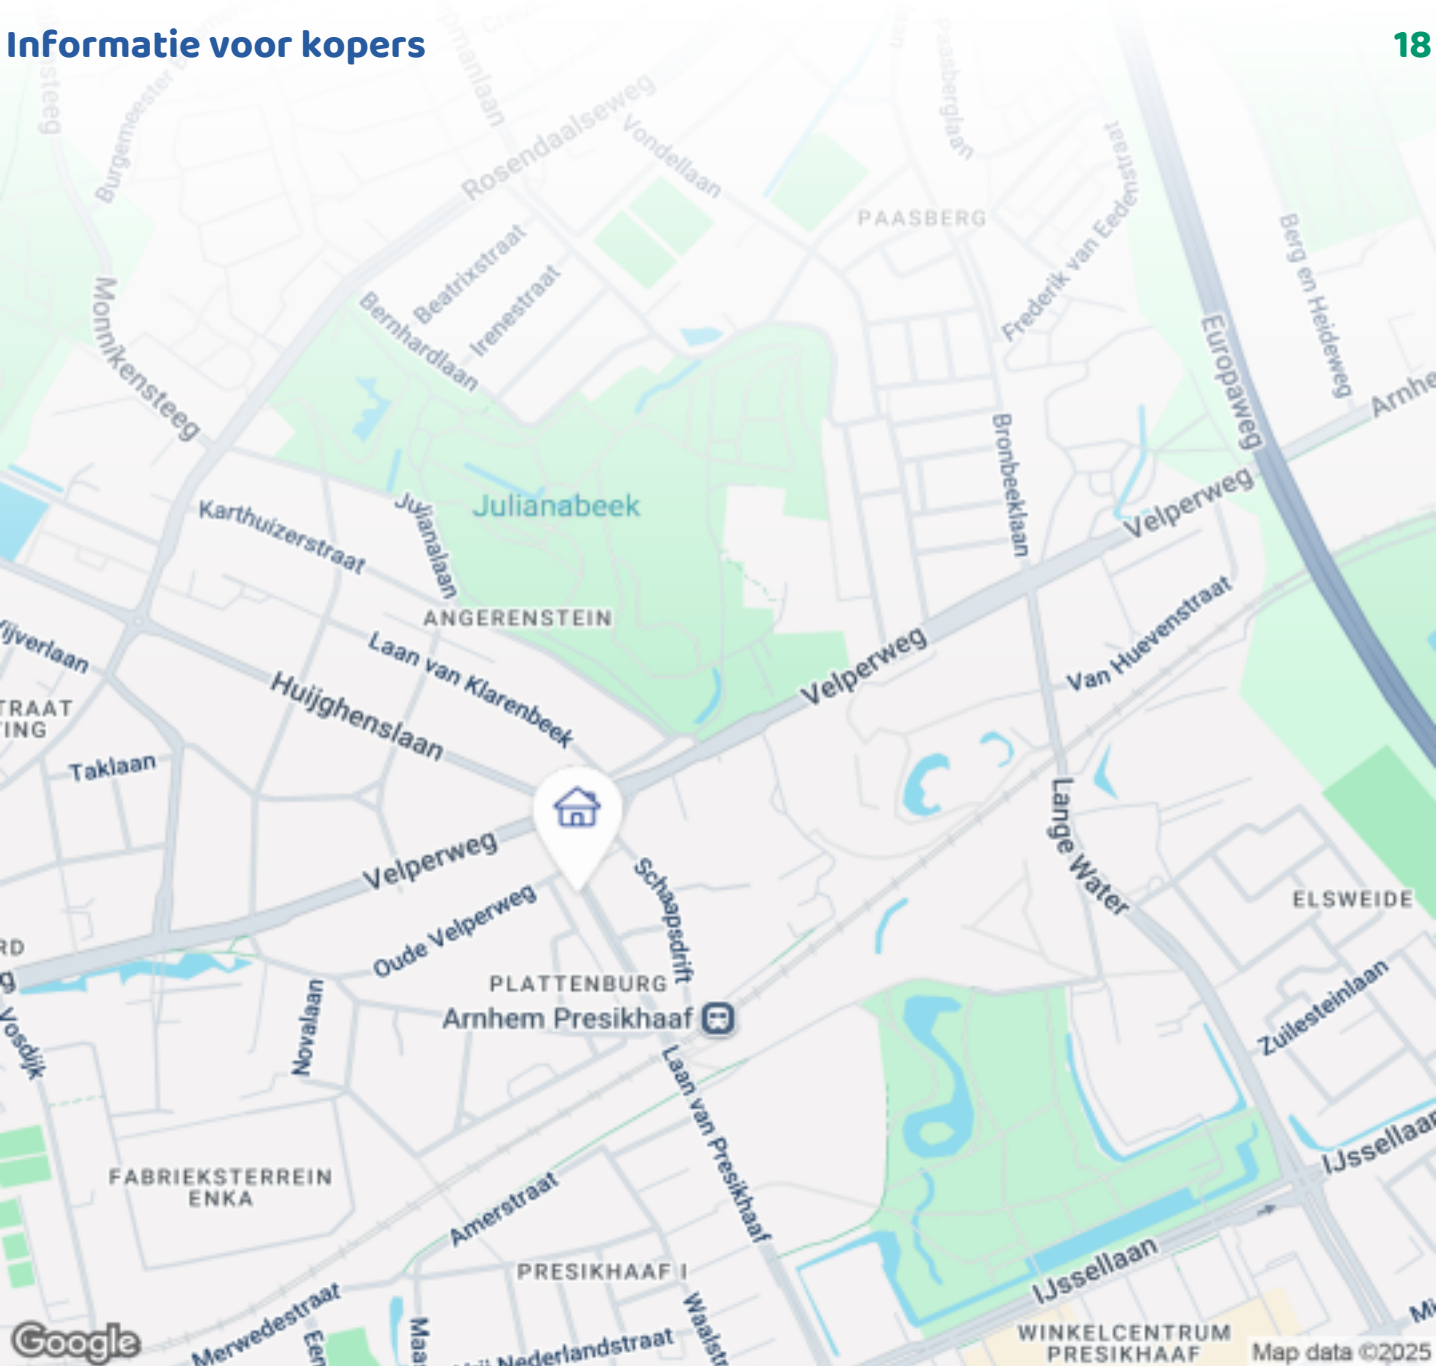 Informatie voor kopers
18
Rosendaalseweg
Vondellaan
Paasberglaan
PAASBERG
Frederik van Eedenstraat
Berg en Heideweg
Europaweg
Beatrixstraat
Irenestraat
Bernhardlaan
Monnikensteeg
Bronbeeklaan
Velperweg
Julianabeek
Karthuizerstraat
Julianalaan
ANGERENSTEIN
Laan van Klarenbeek
Huijghenslaan
Velperweg
Van Huevenstraat
Taklaan
Velperweg
Oude Velperweg
Schaapsdrift
Lange Water
ELSWEIDE
PLATTENBURG
Arnhem Presikhaaf
Novalaan
Vosdijk
Zuilesteinlaan
Laan van Presikhaaf
FABRIEKSTERREIN
ENKA
Amerstraat
PRESIKHAAF I
IJssellaan
IJssellaan
Merwedestraat
WINKELCENTRUM
PRESIKHAAF
Google
Map data ©2025